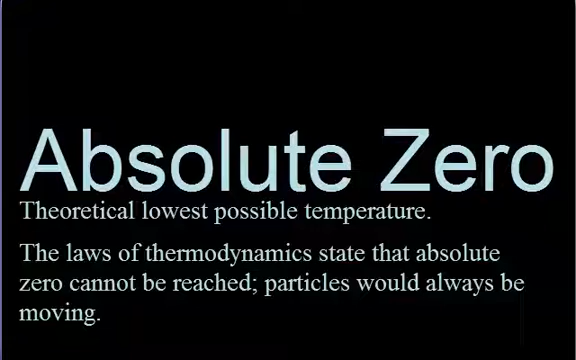 Absolute Zero
Theoretical lowest possible temperature.
The laws of thermodynamics state that absolute
zero cannot be reached; particles would always be
moving.